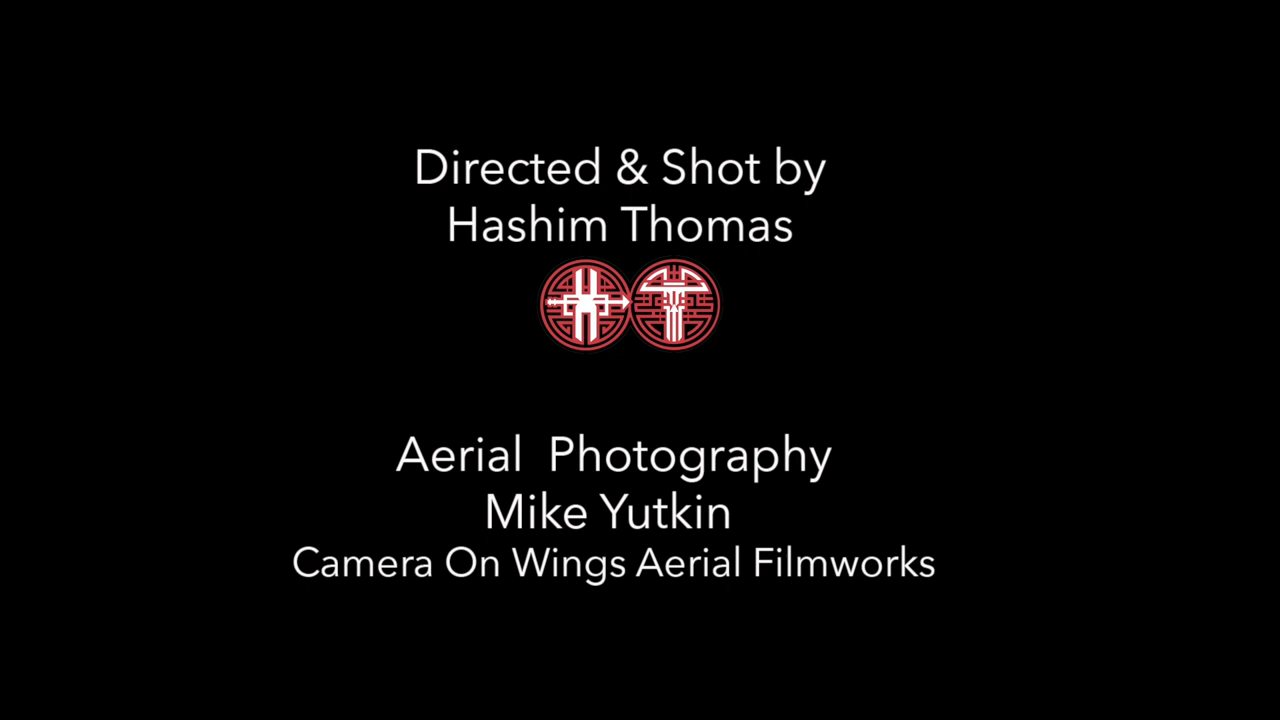 Directed & Shot by
Hashim Thomas
Aerial Photography
Mike Yutkin
Camera On Wings Aerial Filmworks